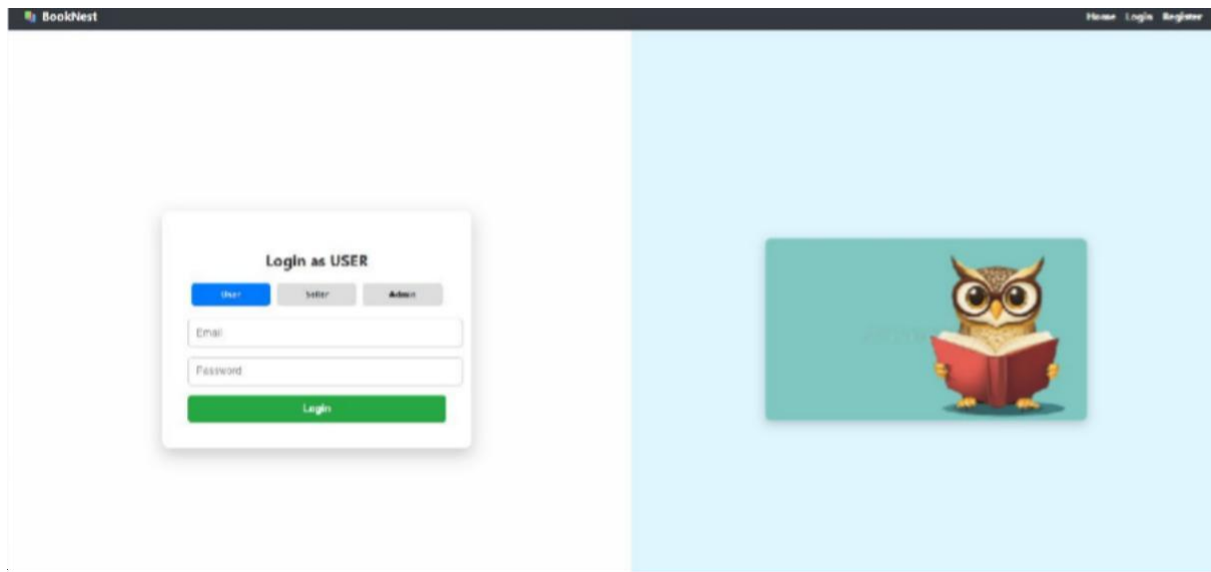 BookNest
Home Login Register
Login as USER
User Seller Admin
Email
Password
Login